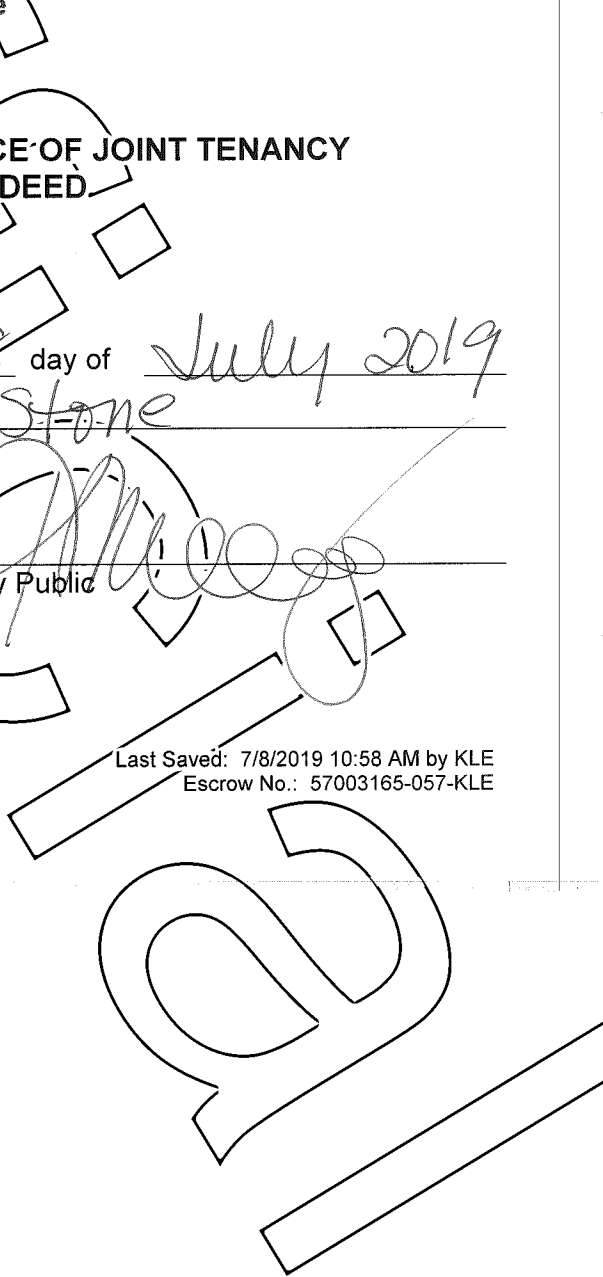 CE OF JOINT TENANCY
DEED
day of July 2019
Stone
y Public
Last Saved: 7/8/2019 10:58 AM by KLE
Escrow No.: 57003165-057-KLE